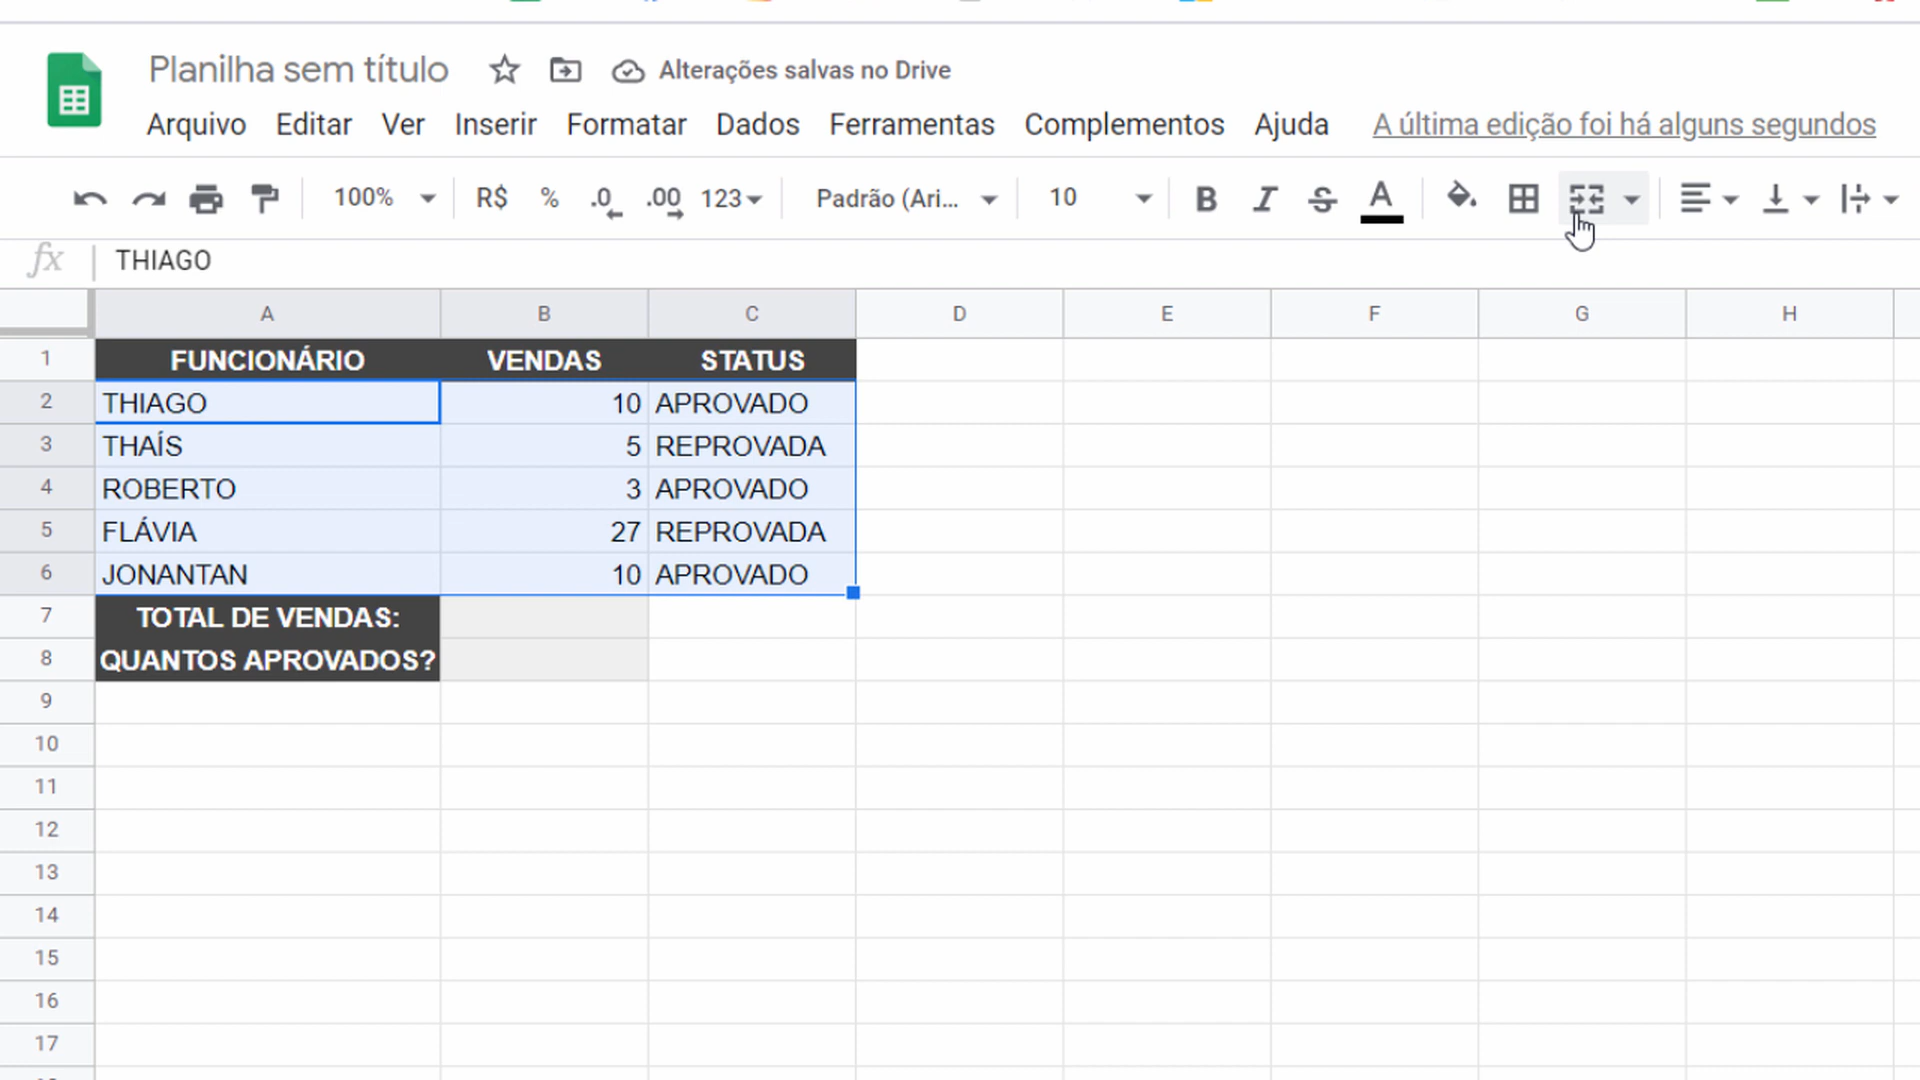 Planilha sem título Alterações salvas no Drive
Arquivo Editar Ver Inserir Formatar Dados Ferramentas Complementos Ajuda A última edição foi há alguns segundos
100% R$ % .0 .00 123 Padrão (Ari... 10 B I S A
fx THIAGO
A B C D E F G H
1 FUNCIONÁRIO VENDAS STATUS
2 THIAGO 10 APROVADO
3 THAÍS 5 REPROVADA
4 ROBERTO 3 APROVADO
5 FLÁVIA 27 REPROVADA
6 JONANTAN 10 APROVADO
7 TOTAL DE VENDAS:
8 QUANTOS APROVADOS?
9
10
11
12
13
14
15
16
17